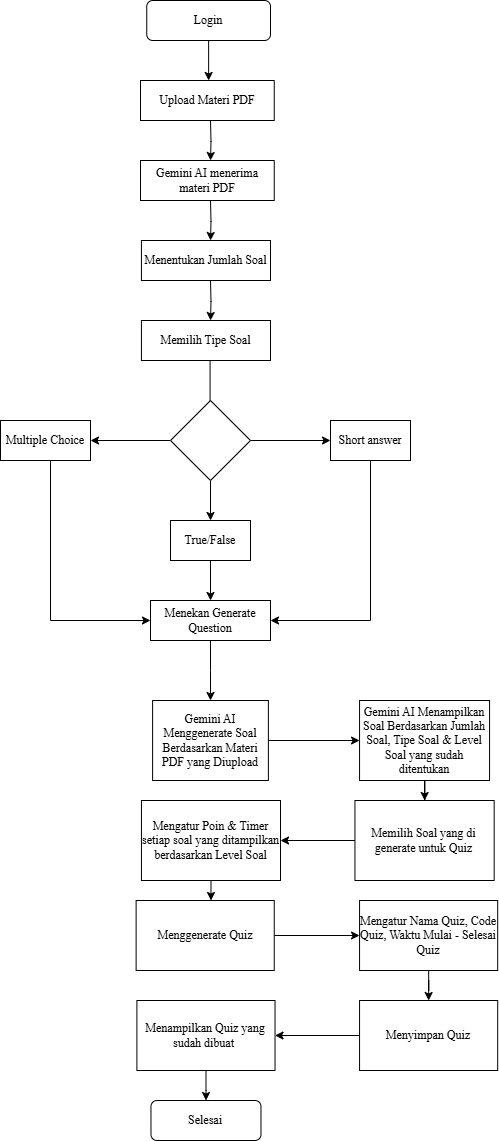 Login
Upload Materi PDF
Gemini AI menerima
materi PDF
Menentukan Jumlah Soal
Memilih Tipe Soal
Multiple Choice
Short answer
True/False
Menekan Generate
Question
Gemini AI
Menggenerate Soal
Berdasarkan Materi
PDF yang Diupload
Gemini AI Menampilkan
Soal Berdasarkan Jumlah
Soal, Tipe Soal & Level
Soal yang sudah
ditentukan
Memilih Soal yang di
generate untuk Quiz
Mengatur Poin & Timer
setiap soal yang ditampilkan
berdasarkan Level Soal
Menggenerate Quiz
Mengatur Nama Quiz, Code
Quiz, Waktu Mulai - Selesai
Quiz
Menyimpan Quiz
Menampilkan Quiz yang
sudah dibuat
Selesai